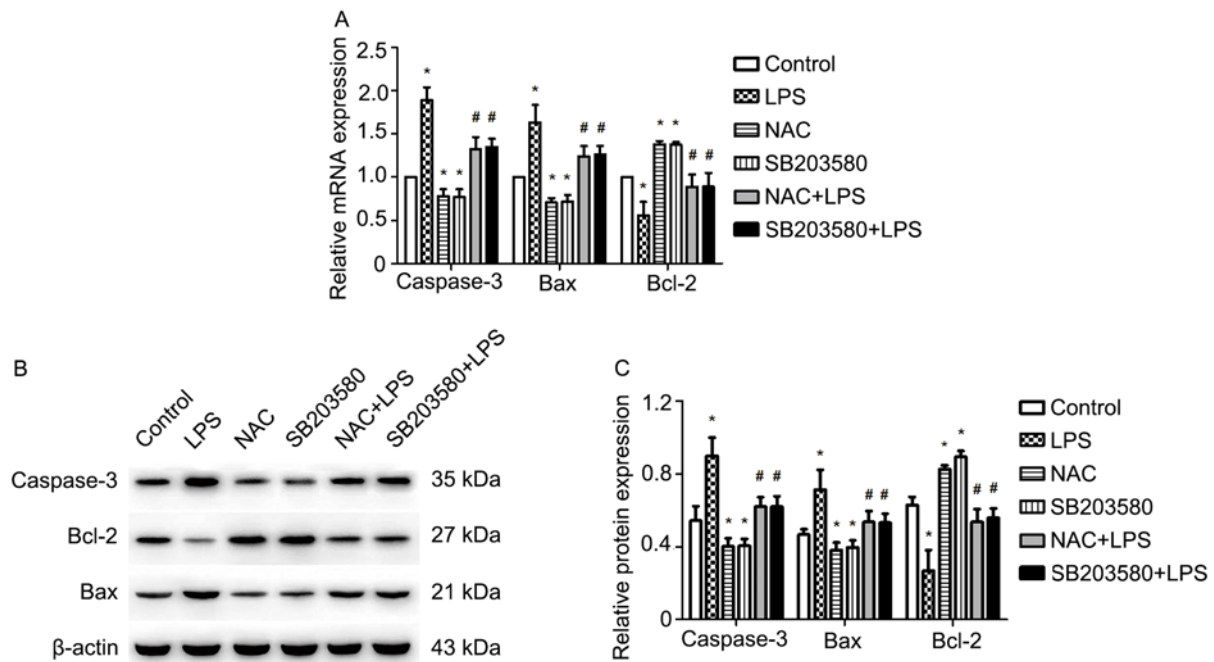 A
Relative mRNA expression
2.5
2.0
1.5
1.0
0.5
0
* * * # #
* * * # #
* * * # #
Caspase-3 Bax Bcl-2
Control
LPS
NAC
SB203580
NAC+LPS
SB203580+LPS
B
Control LPS NAC SB203580 NAC+LPS SB203580+LPS
Caspase-3 35 kDa
Bcl-2 27 kDa
Bax 21 kDa
β-actin 43 kDa
C
Relative protein expression
1.2
0.8
0.4
0
* * * # #
* * * # #
* * * # #
Caspase-3 Bax Bcl-2
Control
LPS
NAC
SB203580
NAC+LPS
SB203580+LPS